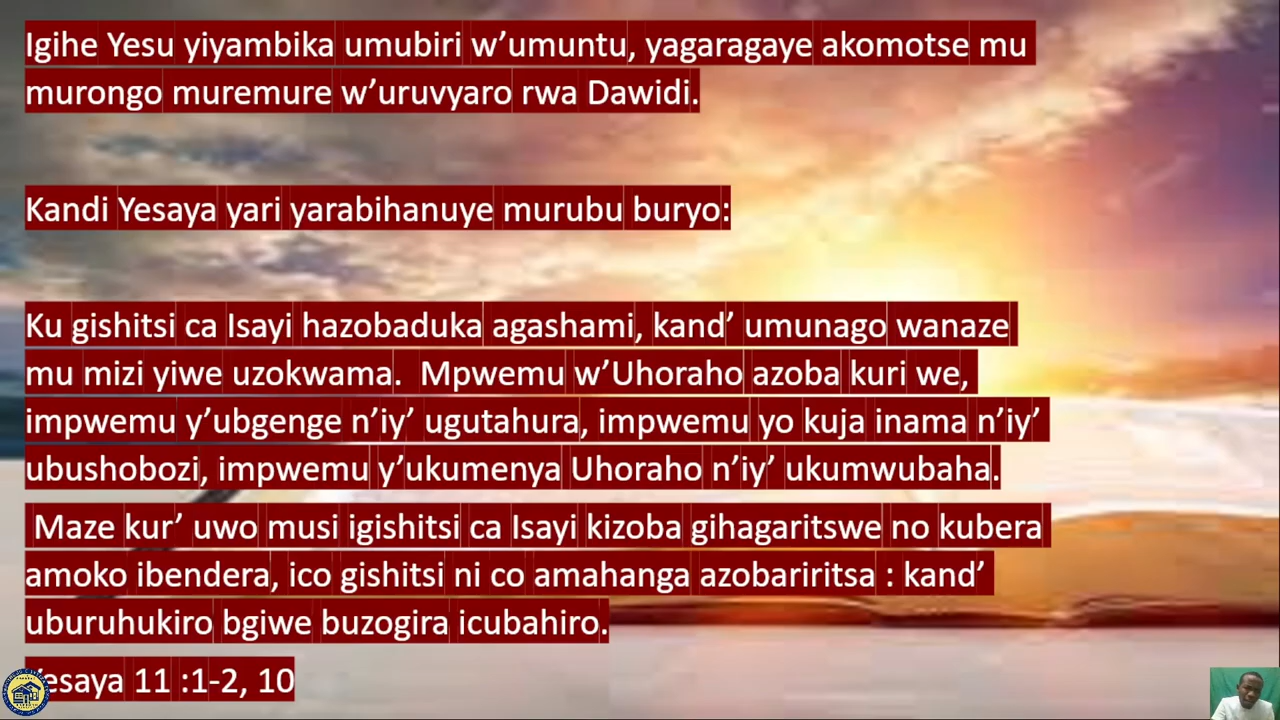 Igihe Yesu yiyambika umubiri w’umuntu, yagaragaye akomotse mu
murongo muremure w’uruvyaro rwa Dawidi.
Kandi Yesaya yari yarabihanuye murubu buryo:
Ku gishitsi ca Isayi hazobaduka agashami, kand’ umunago wanaze
mu mizi yiwe uzokwama. Mpwemu w’Uhoraho azoba kuri we,
impwemu y’ubgenge n’iy’ ugutahura, impwemu yo kuja inama n’iy’
ubushobozi, impwemu y’ukumenya Uhoraho n’iy’ ukumwubaha.
Maze kur’ uwo musi igishitsi ca Isayi kizoba gihagaritswe no kubera
amoko ibendera, ico gishitsi ni co amahanga azobariritsa : kand’
uburuhukiro bgiwe buzogira icubahiro.
Yesaya 11 :1-2, 10